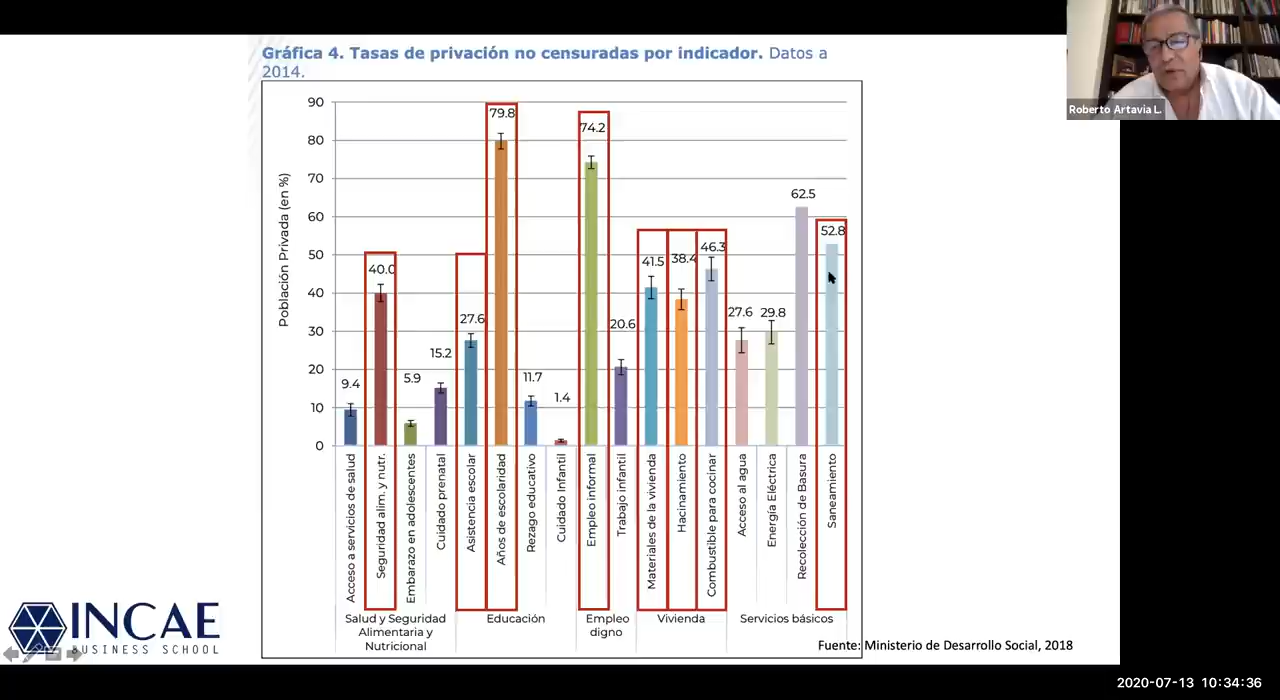 Gráfica 4. Tasas de privación no censuradas por indicador. Datos a
2014.
Roberto Artavia L.
Población Privada (en %)
90
80
70
60
50
40
30
20
10
0
9.4
40.0
5.9
15.2
27.6
79.8
11.7
1.4
74.2
20.6
41.5
38.4
46.3
27.6
29.8
62.5
52.8
Acceso a servicios de salud
Seguridad alim. y nutr.
Embarazo en adolescentes
Cuidado prenatal
Asistencia escolar
Años de escolaridad
Rezago educativo
Cuidado Infantil
Empleo informal
Trabajo infantil
Materiales de la vivienda
Hacinamiento
Combustible para cocinar
Acceso al agua
Energía Eléctrica
Recolección de Basura
Saneamiento
Salud y Seguridad
Alimentaria y
Nutricional
Educación
Empleo
digno
Vivienda
Servicios básicos
Fuente: Ministerio de Desarrollo Social, 2018
INCAE
BUSINESS SCHOOL
2020-07-13 10:34:36